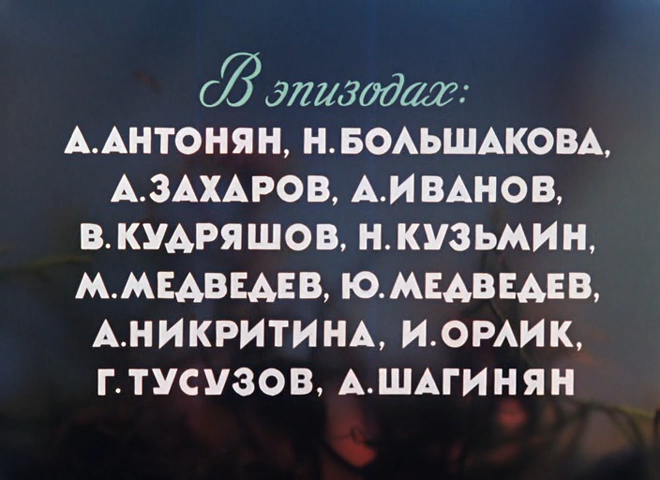 В эпизодах:
А. АНТОНЯН, Н. БОЛЬШАКОВА,
А. ЗАХАРОВ, А. ИВАНОВ,
В. КУДРЯШОВ, Н. КУЗЬМИН,
М. МЕДВЕДЕВ, Ю. МЕДВЕДЕВ,
А. НИКРИТИНА, И. ОРЛИК,
Г. ТУСУЗОВ, А. ШАГИНЯН